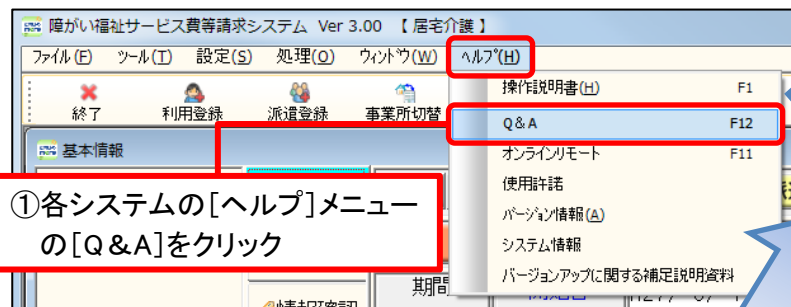 障がい福祉サービス費等請求システム Ver 3.00 【 居宅介護 】
ファイル(F) ツール(T) 設定(S) 処理(O) ウィンドウ(W) ヘルプ(H)
終了 利用登録 派遣登録 事業所切替
操作説明書(H) F1
Q&A F12
オンラインリモート F11
使用許諾
バージョン情報(A)
システム情報
バージョンアップに関する補足説明資料
基本情報
①各システムの[ヘルプ]メニュー
の[Q&A]をクリック
期間